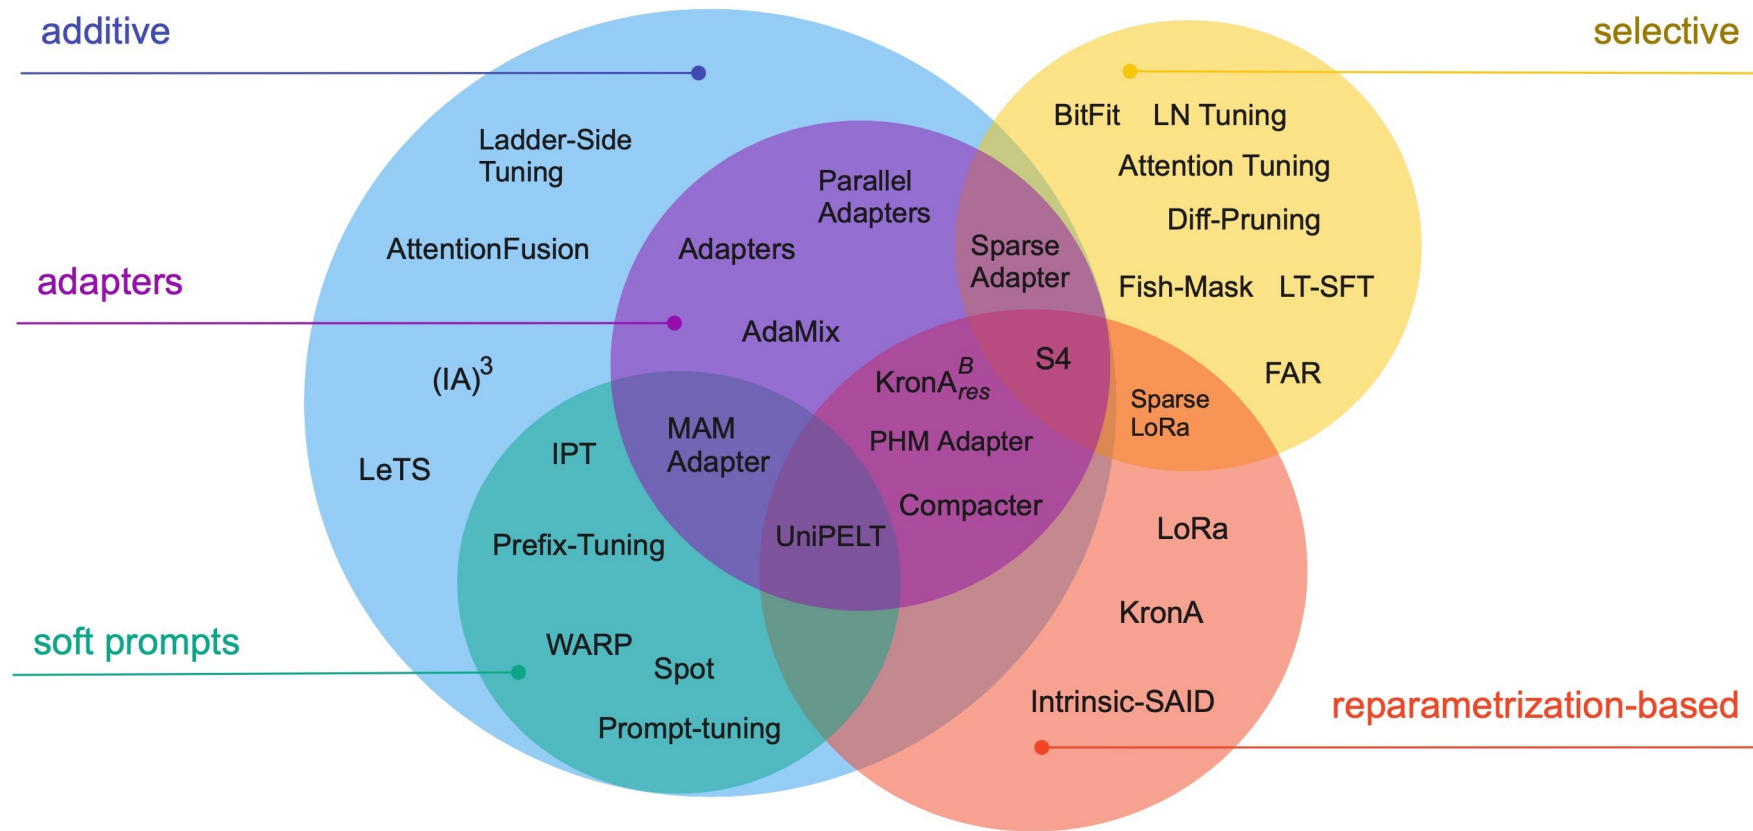 additive
selective
BitFit LN Tuning
Ladder-Side
Tuning
Attention Tuning
Parallel
Adapters
Diff-Pruning
AttentionFusion
Adapters
Sparse
Adapter
adapters
Fish-Mask LT-SFT
AdaMix
(IA)³
KronA^B_res
S4
FAR
Sparse
LoRa
MAM
Adapter
IPT
PHM Adapter
LeTS
Compacter
UniPELT
LoRa
Prefix-Tuning
KronA
soft prompts
WARP
Spot
Intrinsic-SAID
reparametrization-based
Prompt-tuning